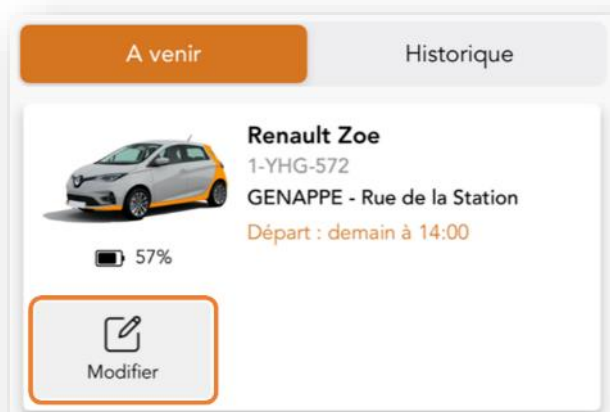 A venir
Historique
Renault Zoe
1-YHG-572
GENAPPE - Rue de la Station
Départ : demain à 14:00
57%
Modifier